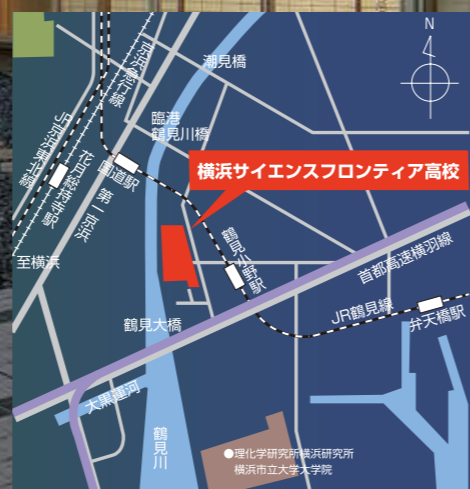 N
潮見橋
京浜急行線
臨港
鶴見川橋
横浜サイエンスフロンティア高校
国道駅
JR京浜東北線
花月総持寺駅
第一京浜
至横浜
鶴見小野駅
首都高速横羽線
JR鶴見線
弁天橋駅
鶴見大橋
大黒運河
鶴見川
●理化学研究所横浜研究所
横浜市立大学大学院